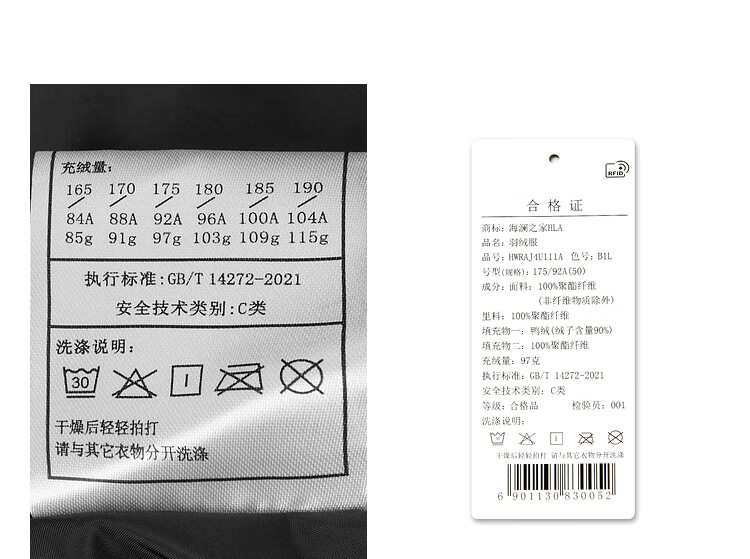 充绒量:
165 170 175 180 185 190
84A 88A 92A 96A 100A 104A
85g 91g 97g 103g 109g 115g
执行标准:GB/T 14272-2021
安全技术类别:C类
洗涤说明:
30
干燥后轻轻拍打
请与其它衣物分开洗涤
RFID
合格证
商标: 海澜之家HLA
品名: 羽绒服
品号: HWRAJ4U111A 色号: B1L
号型(规格): 175/92A(50)
成分: 面料: 100%聚酯纤维
(非纤维物质除外)
里料: 100%聚酯纤维
填充物一: 鸭绒(绒子含量90%)
填充物二: 100%聚酯纤维
充绒量: 97克
执行标准: GB/T 14272-2021
安全技术类别: C类
等级: 合格品 检验员: 001
洗涤说明:
干燥后轻轻拍打 请与其它衣物分开洗涤
6 901130 830052